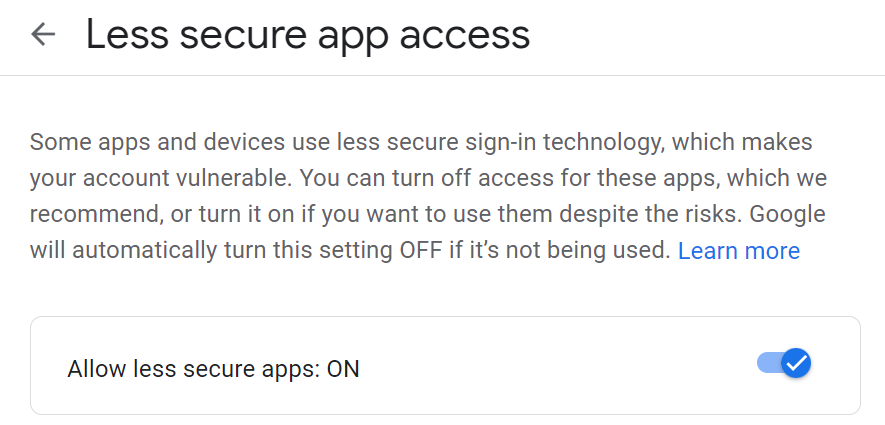 Less secure app access
Some apps and devices use less secure sign-in technology, which makes
your account vulnerable. You can turn off access for these apps, which we
recommend, or turn it on if you want to use them despite the risks. Google
will automatically turn this setting OFF if it’s not being used. Learn more
Allow less secure apps: ON